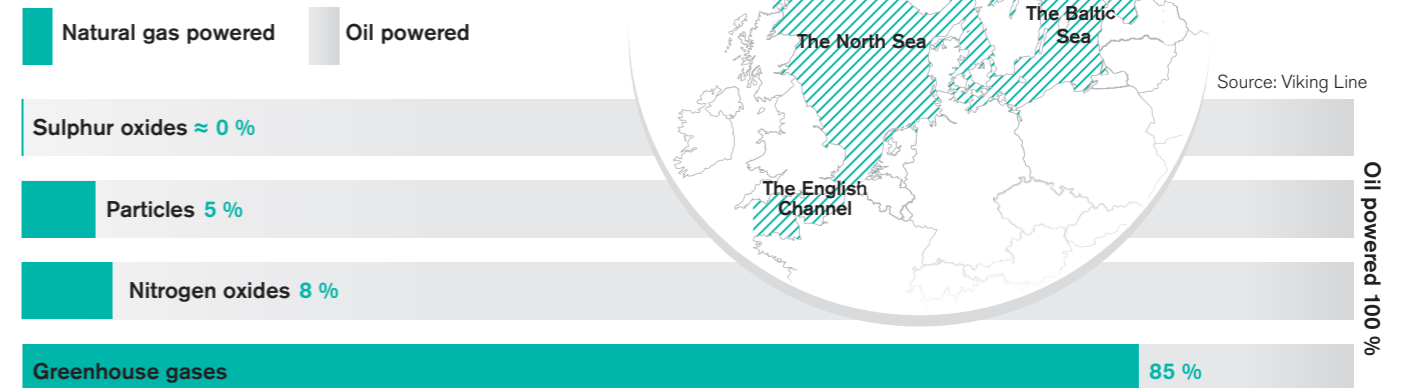 Natural gas powered
Oil powered
The North Sea
The Baltic
Sea
Source: Viking Line
Sulphur oxides ≈ 0 %
Particles 5 %
The English
Channel
Nitrogen oxides 8 %
Greenhouse gases 85 %
Oil powered 100 %